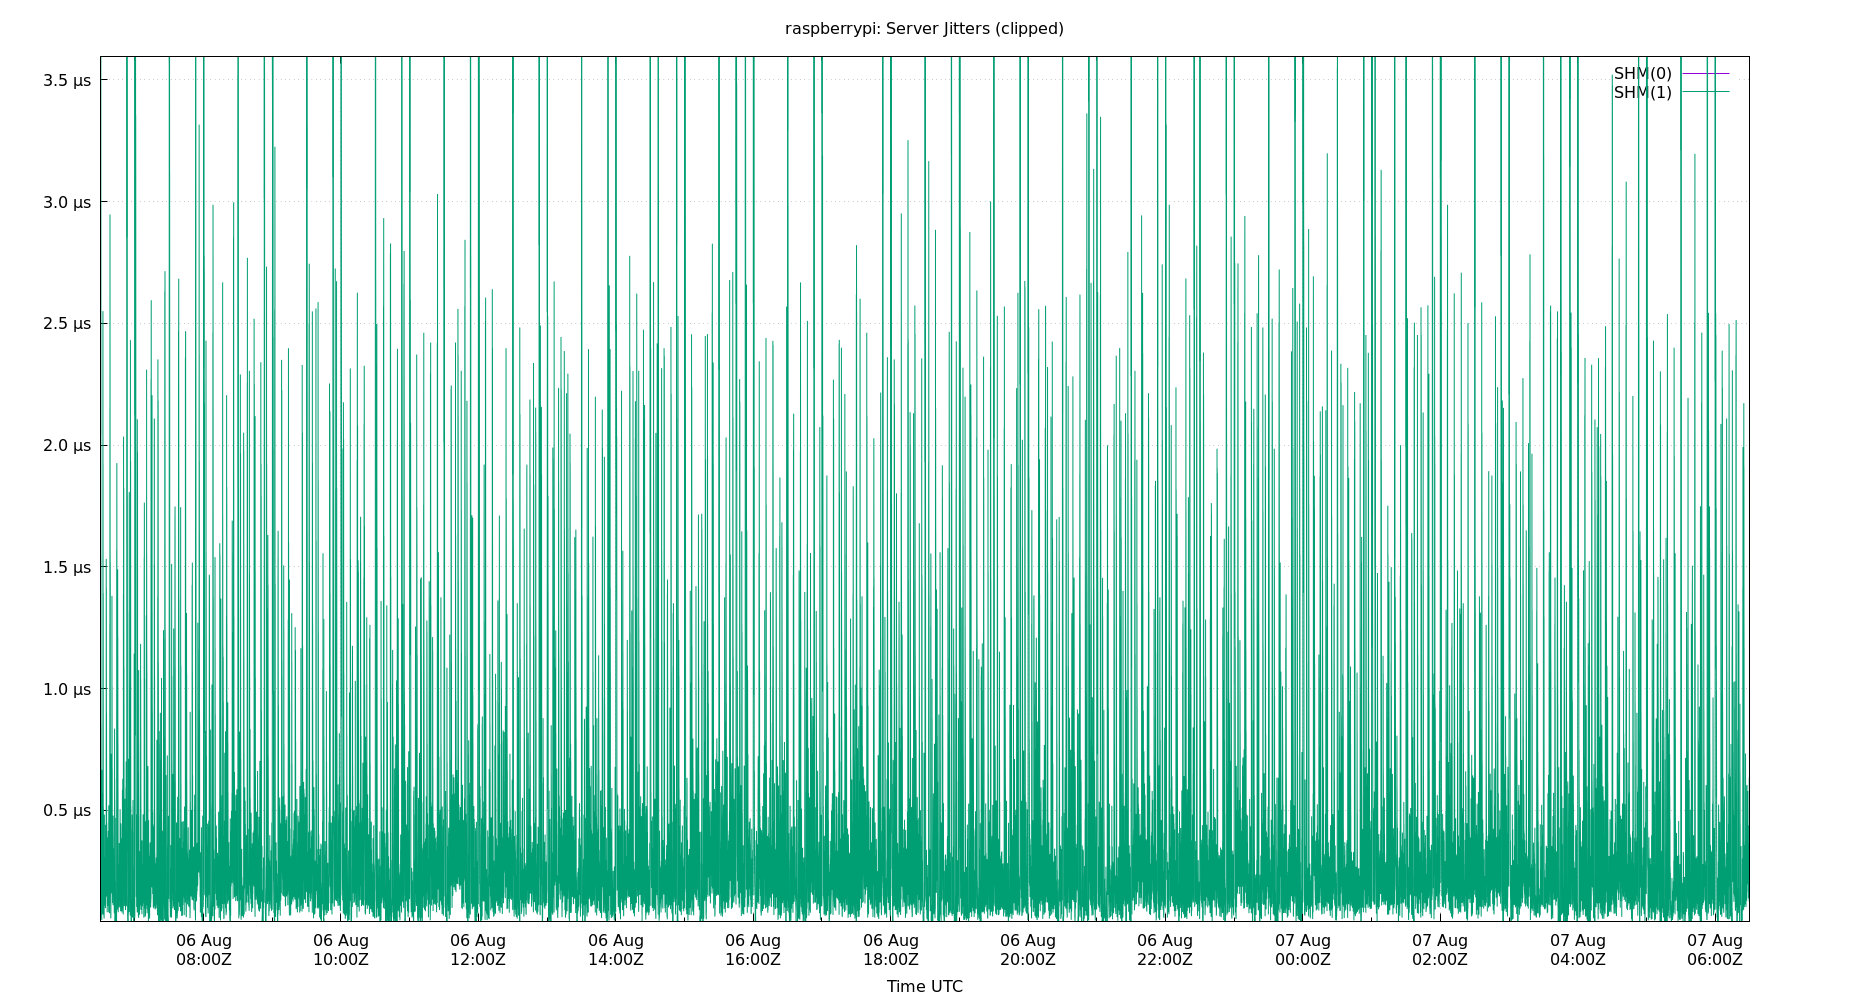 raspberrypi: Server Jitters (clipped)
3.5 μs
3.0 μs
2.5 μs
2.0 μs
1.5 μs
1.0 μs
0.5 μs
SHM(0)
SHM(1)
06 Aug 06 Aug 06 Aug 06 Aug 06 Aug 06 Aug 06 Aug 06 Aug 07 Aug 07 Aug 07 Aug 07 Aug
08:00Z 10:00Z 12:00Z 14:00Z 16:00Z 18:00Z 20:00Z 22:00Z 00:00Z 02:00Z 04:00Z 06:00Z
Time UTC